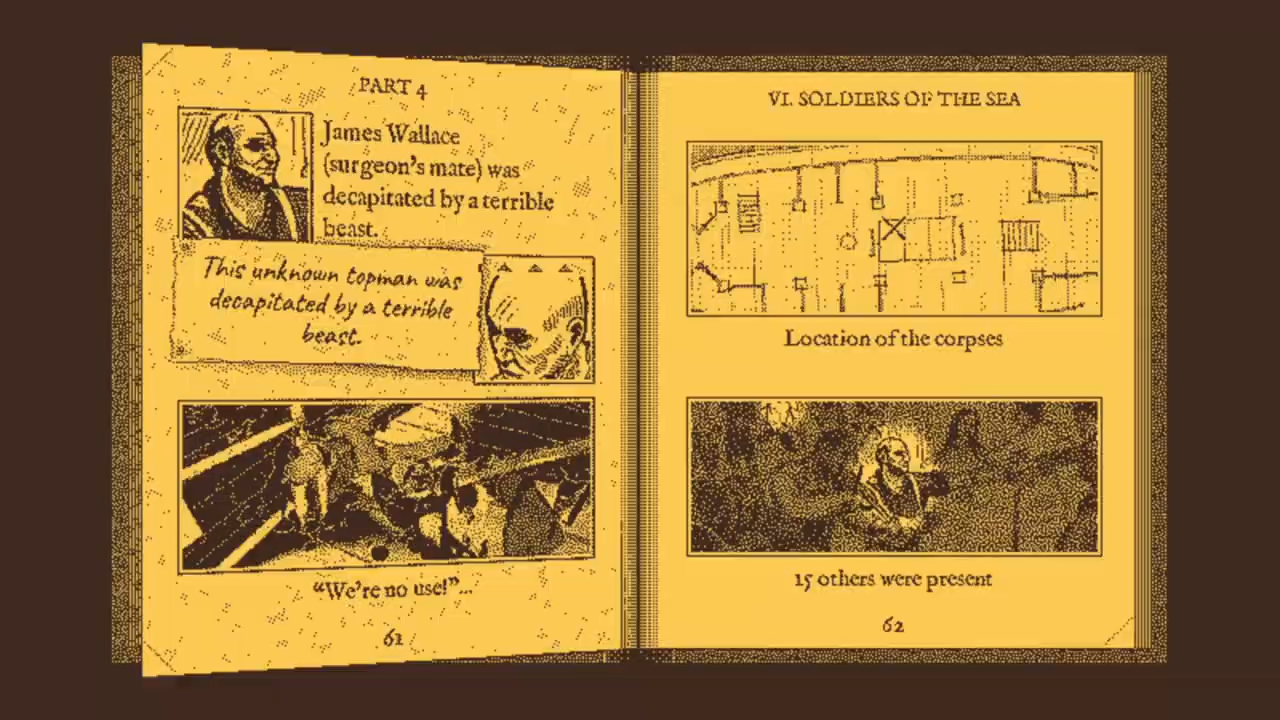 PART 4
James Wallace
(surgeon's mate) was
decapitated by a terrible
beast.
This unknown topman was
decapitated by a terrible
beast.
"We're no use!"...
61
VI. SOLDIERS OF THE SEA
Location of the corpses
15 others were present
62